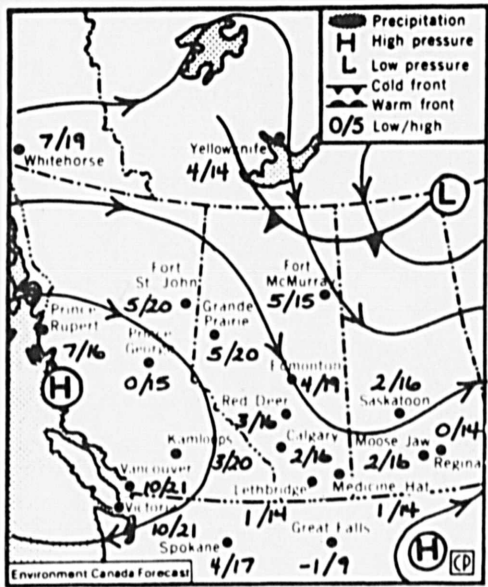 Precipitation
H High pressure
L Low pressure
Cold front
Warm front
0/5 Low/high
7/19
Whitehorse
Yellowknife
4/14
L
Fort
St. John
5/20
Fort
McMurray
5/15
Grande
Prairie
5/20
Prince
Rupert
7/16
Prince
George
0/15
H
Edmonton
4/19
2/16
Saskatoon
Red Deer
3/16
Kamloops
3/20
Calgary
2/16
Moose Jaw
2/16
0/14
Regina
Vancouver
10/21
Victoria
10/21
Lethbridge
1/14
Medicine Hat
1/14
Spokane
4/17
Great Falls
-1/9
H
CP
Environment Canada Forecast